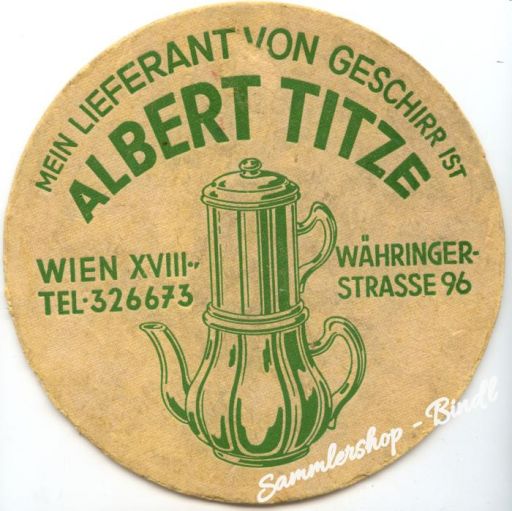 MEIN LIEFERANT VON GESCHIRR IST
ALBERT TITZE
WIEN XVIII.,
TEL·326673
WÄHRINGER-
STRASSE 96
Sammlershop - Bindl